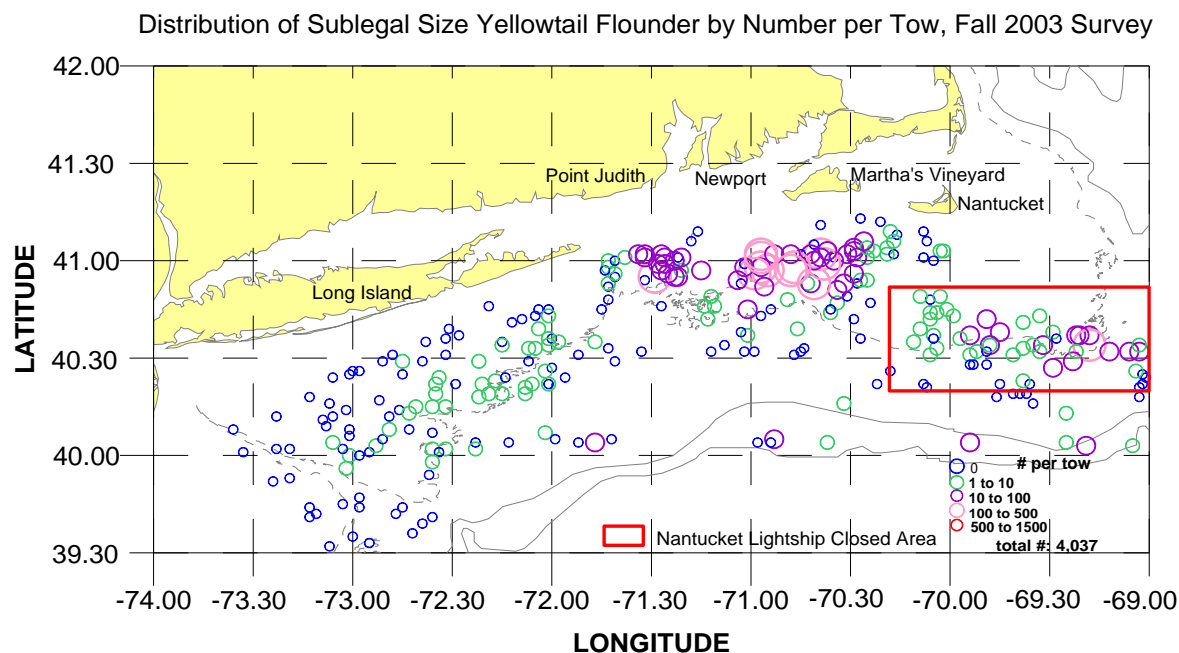 Distribution of Sublegal Size Yellowtail Flounder by Number per Tow, Fall 2003 Survey
42.00
41.30
41.00
40.30
40.00
39.30
LATITUDE
Point Judith
Newport
Martha's Vineyard
Nantucket
Long Island
# per tow
0
1 to 10
10 to 100
100 to 500
500 to 1500
total #: 4,037
Nantucket Lightship Closed Area
-74.00 -73.30 -73.00 -72.30 -72.00 -71.30 -71.00 -70.30 -70.00 -69.30 -69.00
LONGITUDE